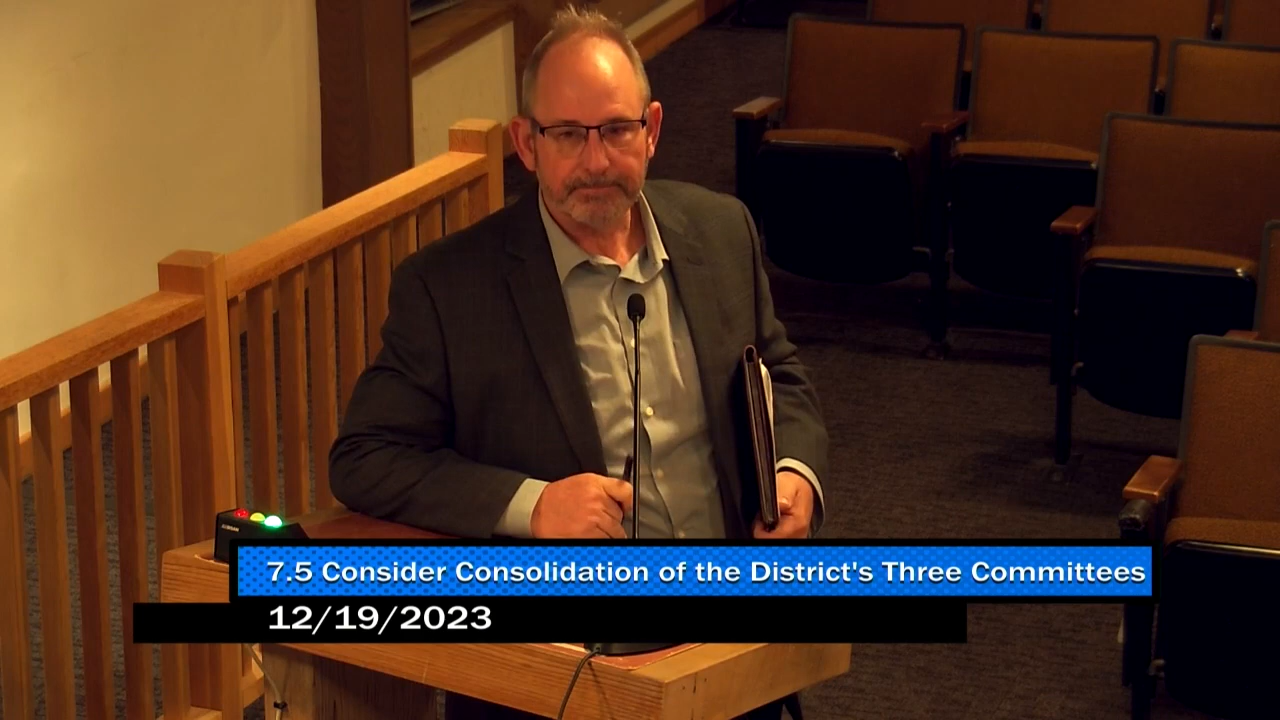 7.5 Consider Consolidation of the District's Three Committees
12/19/2023